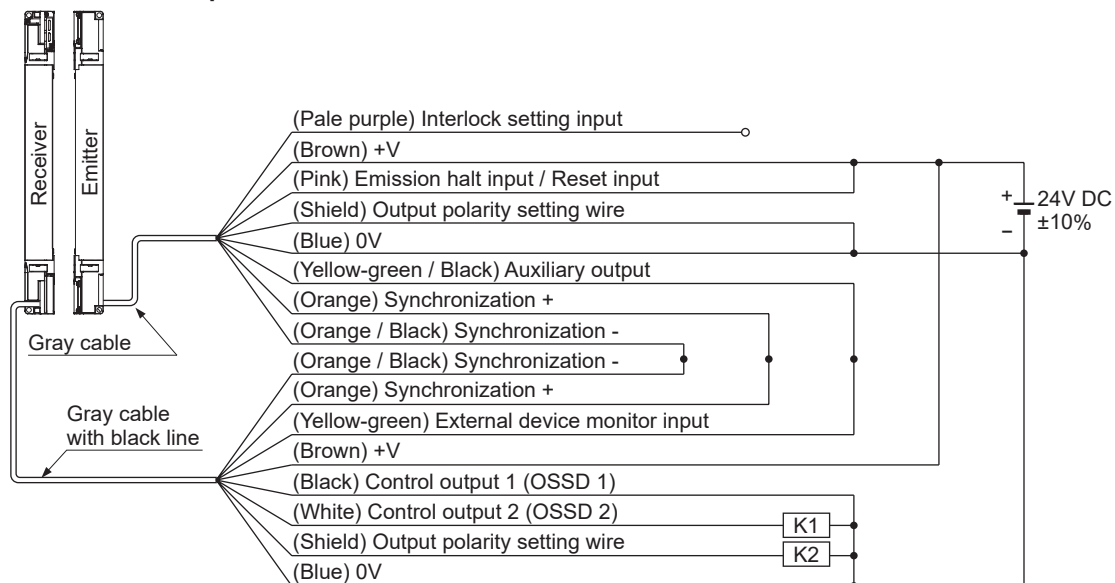 Receiver
Emitter
(Pale purple) Interlock setting input
(Brown) +V
(Pink) Emission halt input / Reset input
(Shield) Output polarity setting wire
(Blue) 0V
(Yellow-green / Black) Auxiliary output
(Orange) Synchronization +
(Orange / Black) Synchronization -
+
24V DC
−
±10%
Gray cable
(Orange / Black) Synchronization -
(Orange) Synchronization +
(Yellow-green) External device monitor input
(Brown) +V
(Black) Control output 1 (OSSD 1)
(White) Control output 2 (OSSD 2)
(Shield) Output polarity setting wire
(Blue) 0V
Gray cable
with black line
K1
K2